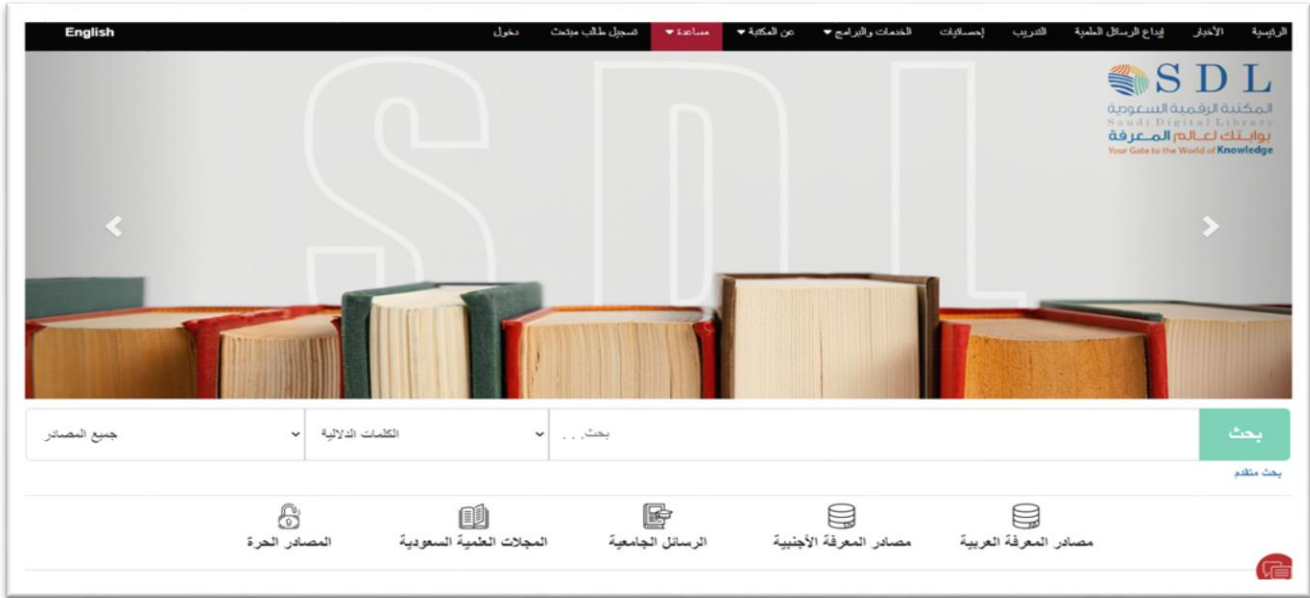 الرئيسية الأخبار إيداع الرسائل العلمية التدريب إحصائيات الخدمات والبرامج عن المكتبة مساعدة تسجيل طالب مبتعث دخول English
SDL
المكتبة الرقمية السعودية
Saudi Digital Library
بوابتك لعالم المعرفة
Your Gate to the World of Knowledge
SDL
بحث بحث... الكلمات الدلالية جميع المصادر
بحث متقدم
مصادر المعرفة العربية مصادر المعرفة الأجنبية الرسائل الجامعية المجلات العلمية السعودية المصادر الحرة